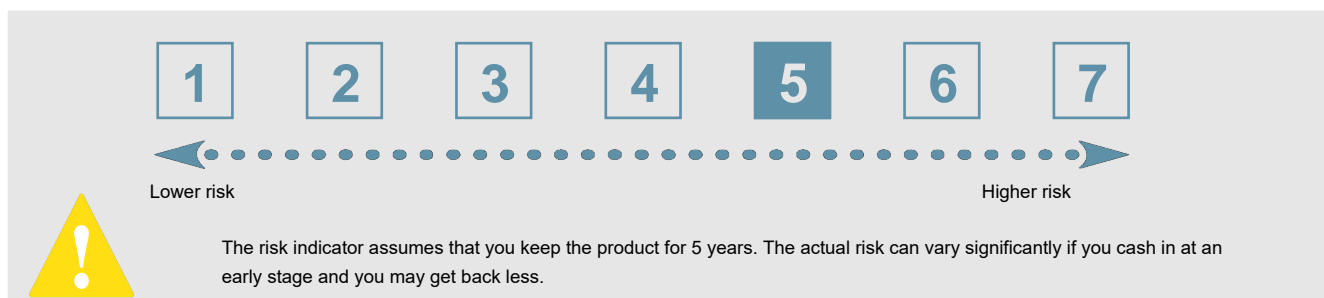 1 2 3 4 5 6 7
Lower risk Higher risk
The risk indicator assumes that you keep the product for 5 years. The actual risk can vary significantly if you cash in at an
early stage and you may get back less.